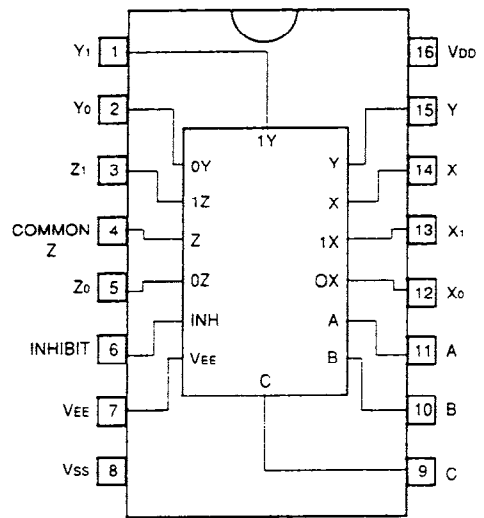 Y1 1
Y0 2
Z1 3
COMMON 4
Z
Z0 5
INHIBIT 6
VEE 7
VSS 8
1Y
0Y
1Z
Z
0Z
INH
VEE
C
Y
X
1X
OX
A
B
16 VDD
15 Y
14 X
13 X1
12 X0
11 A
10 B
9 C